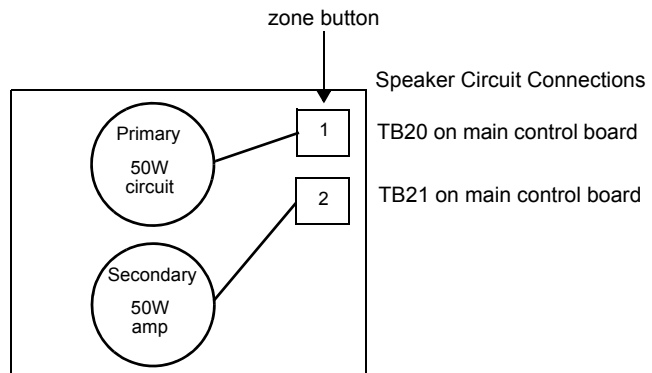 zone button
Speaker Circuit Connections
Primary
50W
circuit
1
TB20 on main control board
2
TB21 on main control board
Secondary
50W
amp